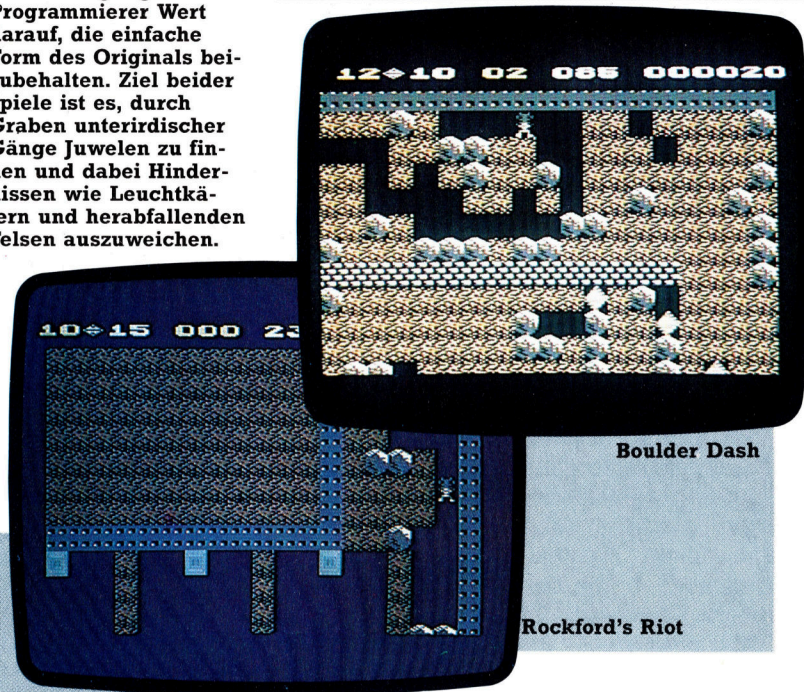 Programmierer Wert
darauf, die einfache
Form des Originals bei-
zubehalten. Ziel beider
Spiele ist es, durch
Graben unterirdischer
Gänge Juwelen zu fin-
den und dabei Hinder-
nissen wie Leuchtkä-
fern und herabfallenden
Felsen auszuweichen.
12 10 02 085 000020
10 15 000 23
Boulder Dash
Rockford's Riot